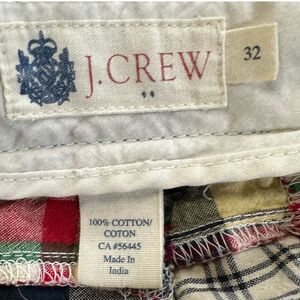 J.CREW
32
100% COTTON/
COTON
CA #56445
Made In
India